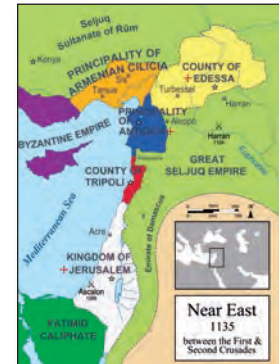 Seljuq
Sultanate of Rûm
Konya
PRINCIPALITY OF
ARMENIAN CILICIA
Sis
Tarsus
COUNTY OF
EDESSA
Turbessel
Harran
BYZANTINE EMPIRE
PRINCIPALITY
OF
ANTIOCH
Aleppo
Harran
1104
Euphrates
COUNTY OF
TRIPOLI
GREAT
SELJUQ EMPIRE
Mediterranean Sea
Acre
Emirate of Damascus
KINGDOM OF
JERUSALEM
Ascalon
1099
FATIMID
CALIPHATE
Near East
1135
between the First &
Second Crusades